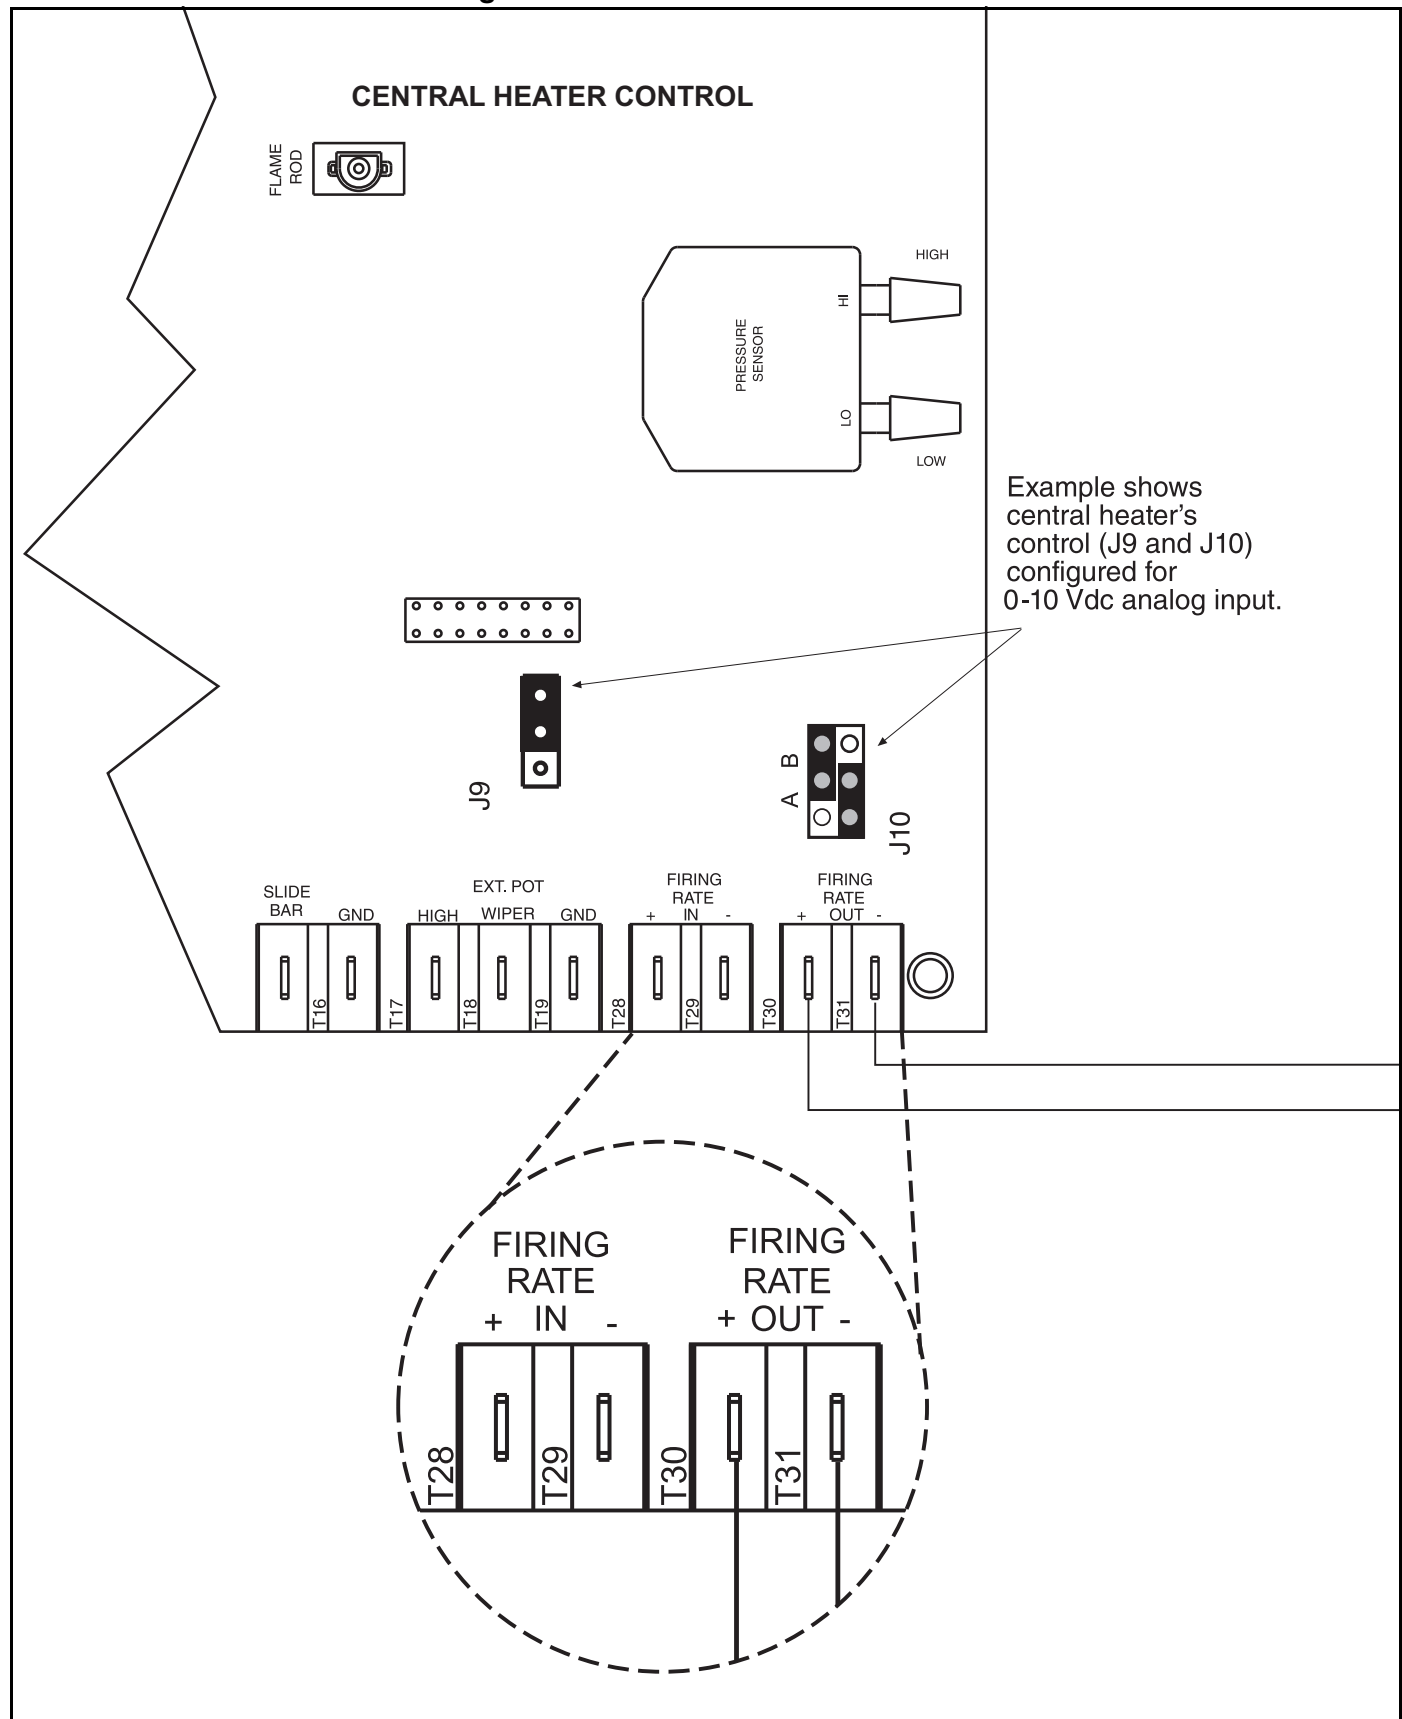 CENTRAL HEATER CONTROL
FLAME
ROD
HIGH
HI
PRESSURE
SENSOR
LO
LOW
Example shows
central heater's
control (J9 and J10)
configured for
0-10 Vdc analog input.
J9
A B
J10
SLIDE
BAR
GND
EXT. POT
HIGH WIPER GND
FIRING
RATE
+ IN -
FIRING
RATE
+ OUT -
T16 T17 T18 T19 T28 T29 T30 T31
FIRING
RATE
+ IN -
FIRING
RATE
+ OUT -
T28 T29 T30 T31